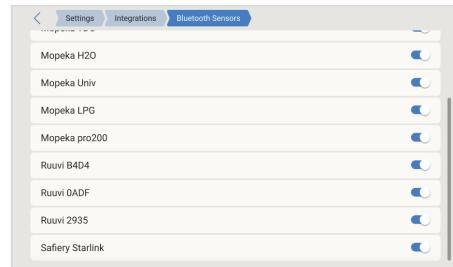 Settings
Integrations
Bluetooth Sensors
Mopeka H2O
Mopeka Univ
Mopeka LPG
Mopeka pro200
Ruuvi B4D4
Ruuvi 0ADF
Ruuvi 2935
Safiery Starlink